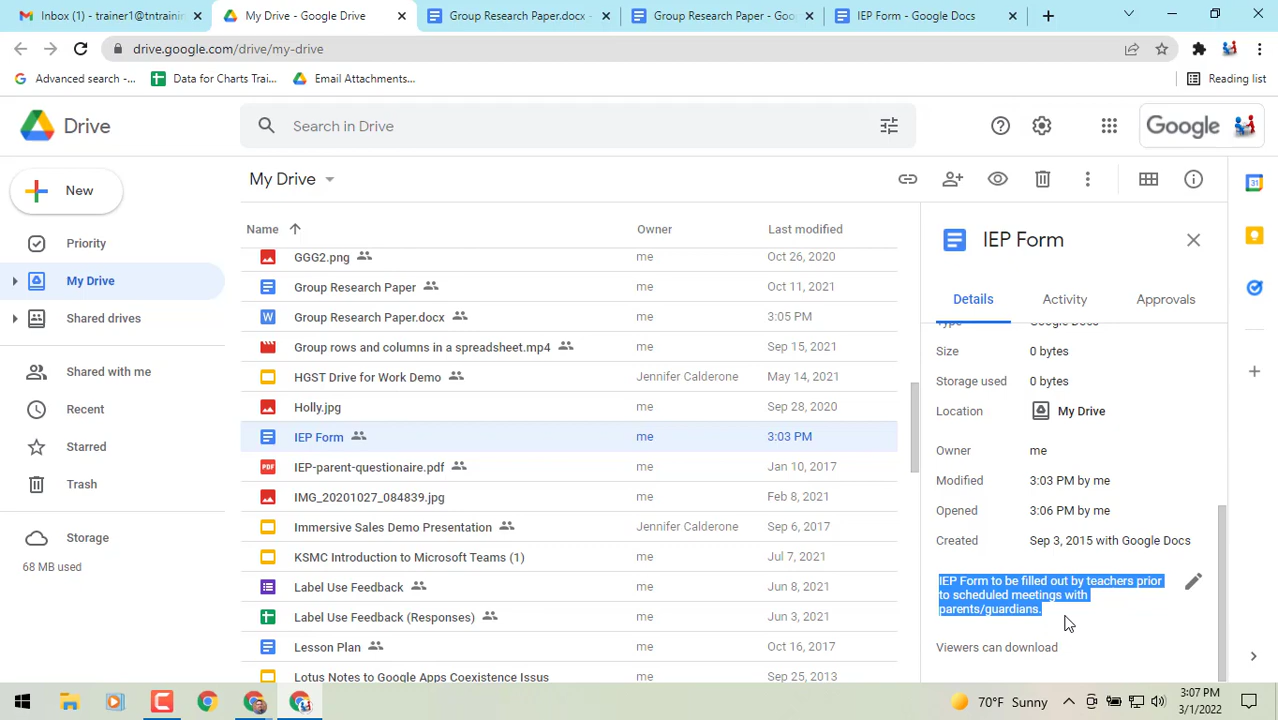 Inbox (1) - trainer1@ntraining
My Drive - Google Drive
Group Research Paper.docx -
Group Research Paper - Google
IEP Form - Google Docs
drive.google.com/drive/my-drive
Advanced search -...
Data for Charts Trai...
Email Attachments...
Reading list
Drive
Search in Drive
Google
New
My Drive
Priority
My Drive
Shared drives
Shared with me
Recent
Starred
Trash
Storage
68 MB used
Name
Owner
Last modified
GGG2.png me Oct 26, 2020
Group Research Paper me Oct 11, 2021
Group Research Paper.docx me 3:05 PM
Group rows and columns in a spreadsheet.mp4 me Sep 15, 2021
HGST Drive for Work Demo Jennifer Calderone May 14, 2021
Holly.jpg me Sep 28, 2020
IEP Form me 3:03 PM
IEP-parent-questionaire.pdf me Jan 10, 2017
IMG_20201027_084839.jpg me Feb 8, 2021
Immersive Sales Demo Presentation Jennifer Calderone Sep 6, 2017
KSMC Introduction to Microsoft Teams (1) me Jul 7, 2021
Label Use Feedback me Jun 8, 2021
Label Use Feedback (Responses) me Jun 3, 2021
Lesson Plan me Oct 16, 2017
Lotus Notes to Google Apps Coexistence Issus me Sep 25, 2013
IEP Form
Details
Activity
Approvals
Type Google Docs
Size 0 bytes
Storage used 0 bytes
Location My Drive
Owner me
Modified 3:03 PM by me
Opened 3:06 PM by me
Created Sep 3, 2015 with Google Docs
IEP Form to be filled out by teachers prior
to scheduled meetings with
parents/guardians.
Viewers can download
31
70°F Sunny
3:07 PM
3/1/2022